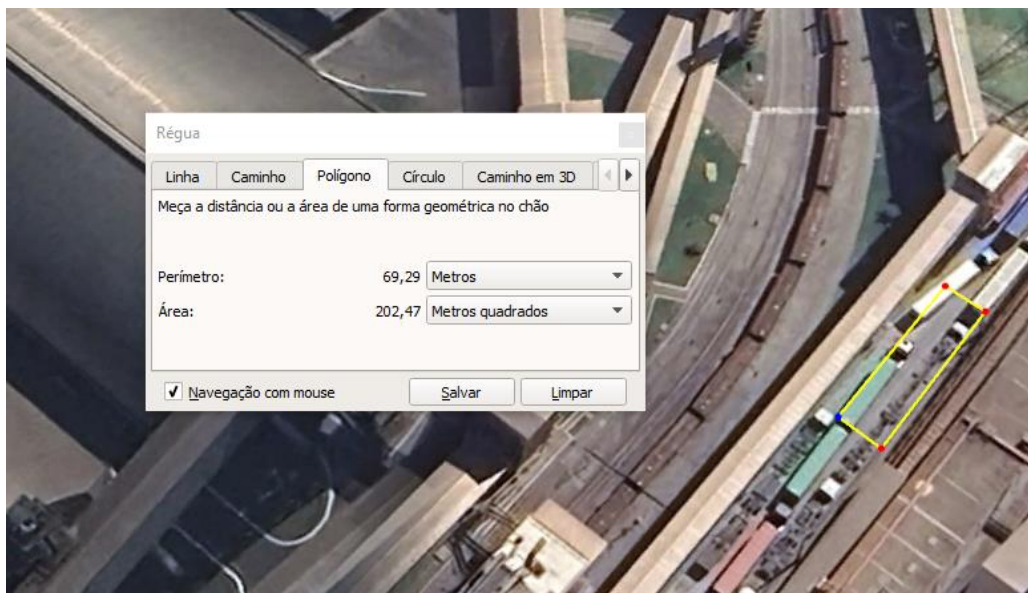 Régua
Linha Caminho Polígono Círculo Caminho em 3D
Meça a distância ou a área de uma forma geométrica no chão
Perímetro: 69,29 Metros
Área: 202,47 Metros quadrados
Navegação com mouse Salvar Limpar